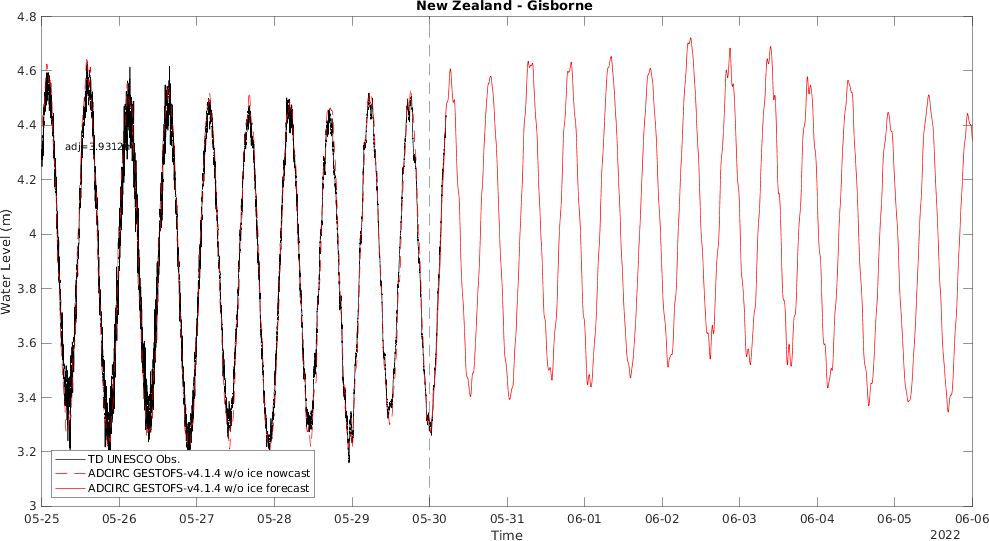 New Zealand - Gisborne
4.8
4.6
4.4
4.2
4
3.8
3.6
3.4
3.2
3
Water Level (m)
adj=3.9312
TD UNESCO Obs.
ADCIRC GESTOFS-v4.1.4 w/o ice nowcast
ADCIRC GESTOFS-v4.1.4 w/o ice forecast
05-25 05-26 05-27 05-28 05-29 05-30 05-31 06-01 06-02 06-03 06-04 06-05 06-06
Time
2022